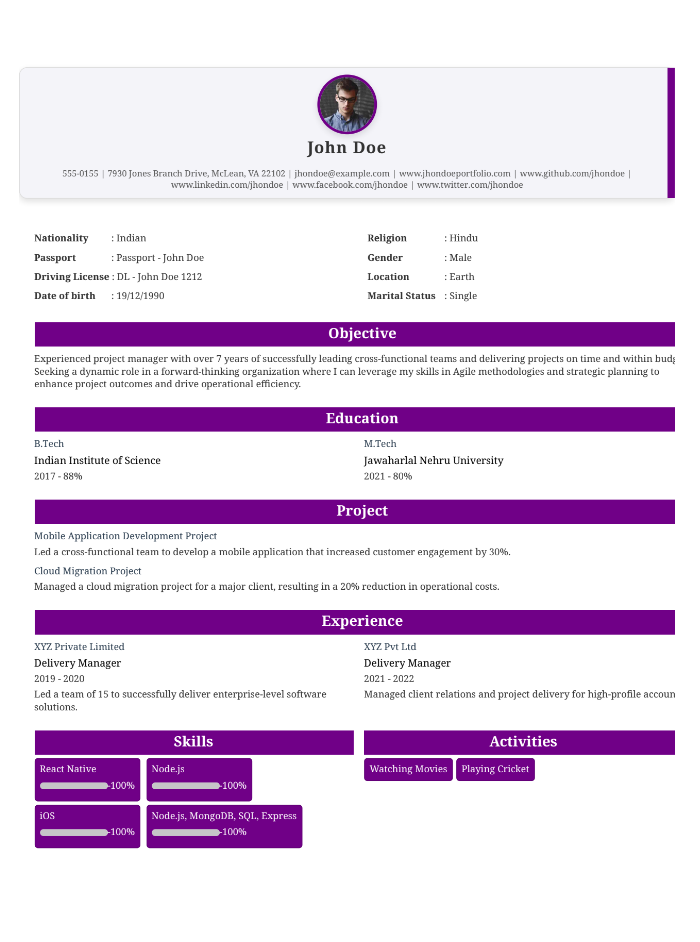 John Doe
555-0155 | 7930 Jones Branch Drive, McLean, VA 22102 | jhondoe@example.com | www.jhondoeportfolio.com | www.github.com/jhondoe |
www.linkedin.com/jhondoe | www.facebook.com/jhondoe | www.twitter.com/jhondoe
Nationality : Indian
Religion : Hindu
Passport : Passport - John Doe
Gender : Male
Driving License : DL - John Doe 1212
Location : Earth
Date of birth : 19/12/1990
Marital Status : Single
Objective
Experienced project manager with over 7 years of successfully leading cross-functional teams and delivering projects on time and within
Seeking a dynamic role in a forward-thinking organization where I can leverage my skills in Agile methodologies and strategic planning to
enhance project outcomes and drive operational efficiency.
Education
B.Tech
Indian Institute of Science
2017 - 88%
M.Tech
Jawaharlal Nehru University
2021 - 80%
Project
Mobile Application Development Project
Led a cross-functional team to develop a mobile application that increased customer engagement by 30%.
Cloud Migration Project
Managed a cloud migration project for a major client, resulting in a 20% reduction in operational costs.
Experience
XYZ Private Limited
Delivery Manager
2019 - 2020
Led a team of 15 to successfully deliver enterprise-level software
solutions.
XYZ Pvt Ltd
Delivery Manager
2021 - 2022
Managed client relations and project delivery for high-profile
Skills
React Native
-100%
Node.js
-100%
iOS
-100%
Node.js, MongoDB, SQL, Express
-100%
Activities
Watching Movies
Playing Cricket